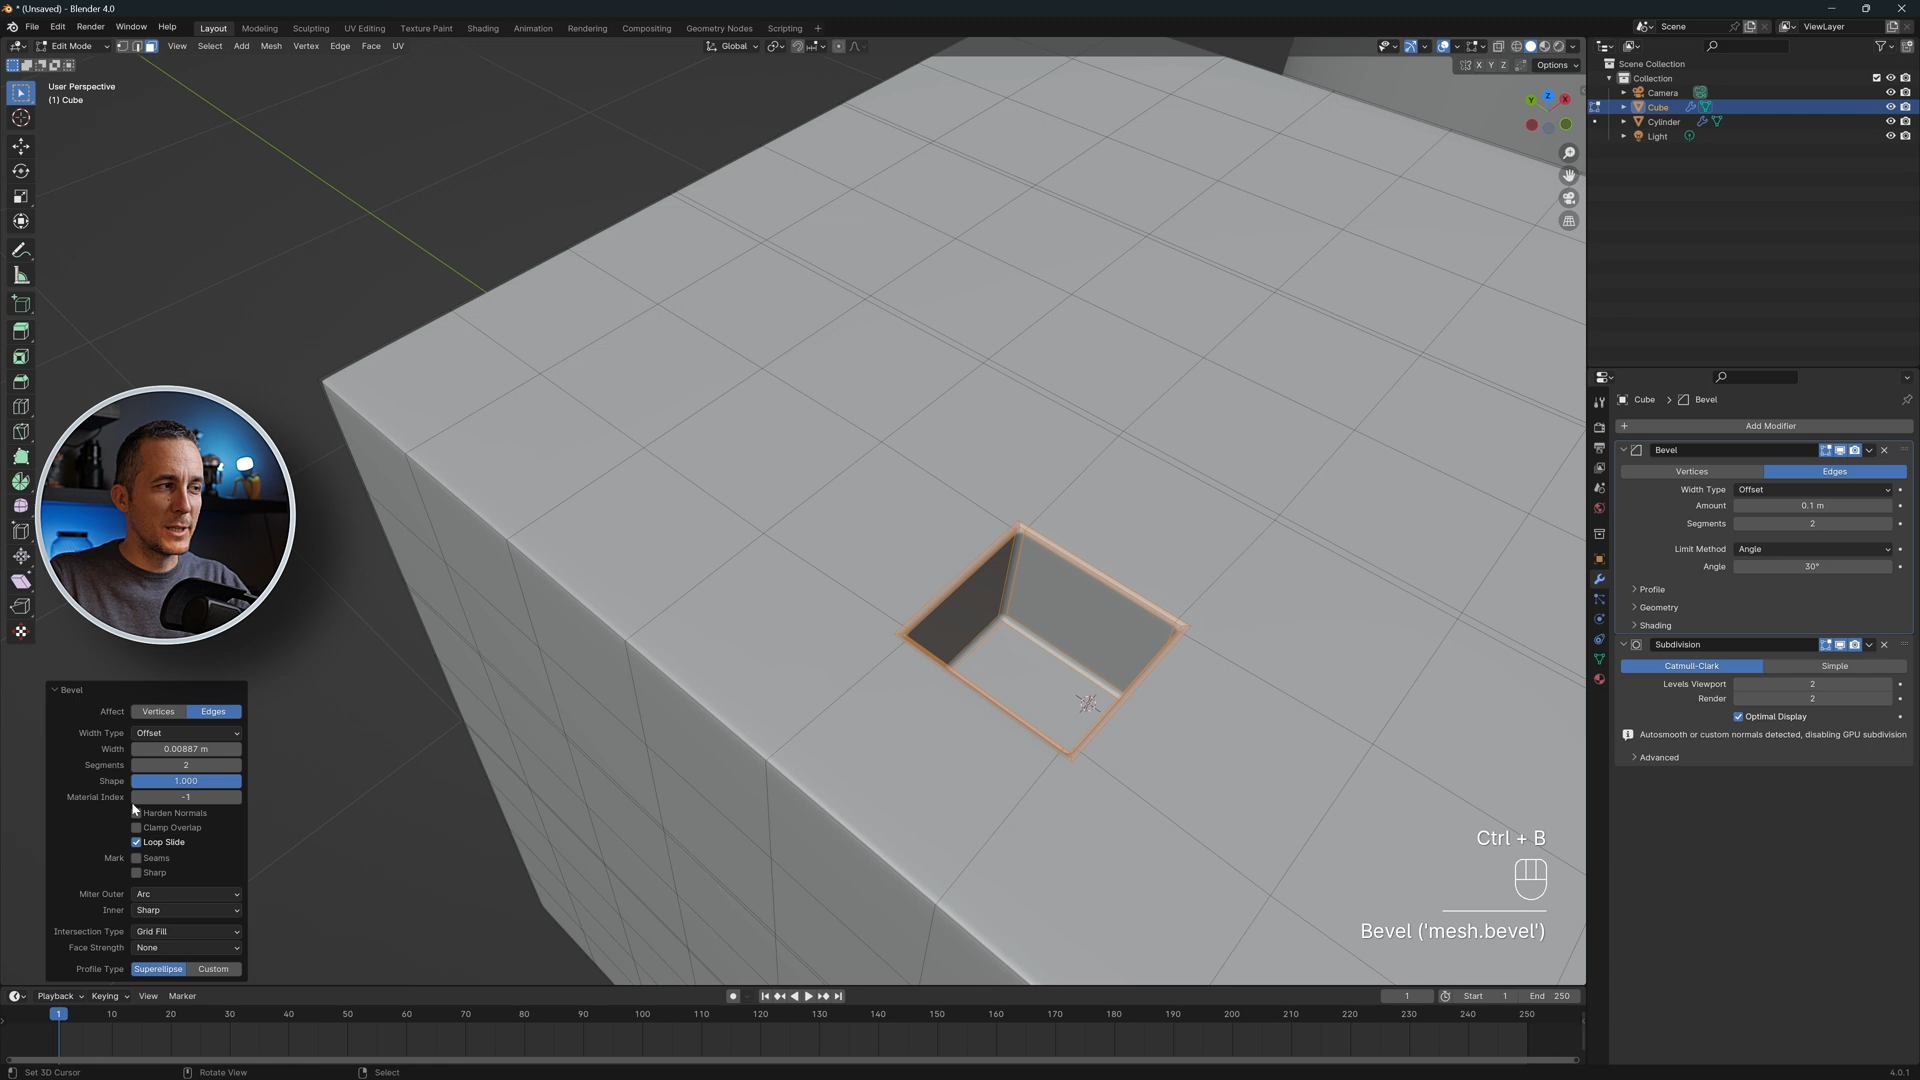 * (Unsaved) - Blender 4.0
File Edit Render Window Help
Layout Modeling Sculpting UV Editing Texture Paint Shading Animation Rendering Compositing Geometry Nodes Scripting +
Scene
ViewLayer
Edit Mode View Select Add Mesh Vertex Edge Face UV
Global
X Y Z Options
User Perspective
(1) Cube
Y Z X
Scene Collection
Collection
Camera
Cube
Cylinder
Light
Cube > Bevel
+ Add Modifier
Bevel
Vertices Edges
Width Type Offset
Amount 0.1 m
Segments 2
Limit Method Angle
Angle 30°
Profile
Geometry
Shading
Subdivision
Catmull-Clark Simple
Levels Viewport 2
Render 2
Optimal Display
Autosmooth or custom normals detected, disabling GPU subdivision
Advanced
Bevel
Affect Vertices Edges
Width Type Offset
Width 0.00887 m
Segments 2
Shape 1.000
Material Index -1
Harden Normals
Clamp Overlap
Loop Slide
Mark Seams
Sharp
Miter Outer Arc
Inner Sharp
Intersection Type Grid Fill
Face Strength None
Profile Type Superellipse Custom
Ctrl + B
Bevel ('mesh.bevel')
Playback Keying View Marker
1 Start 1 End 250
1 10 20 30 40 50 60 70 80 90 100 110 120 130 140 150 160 170 180 190 200 210 220 230 240 250
Set 3D Cursor Rotate View Select
4.0.1